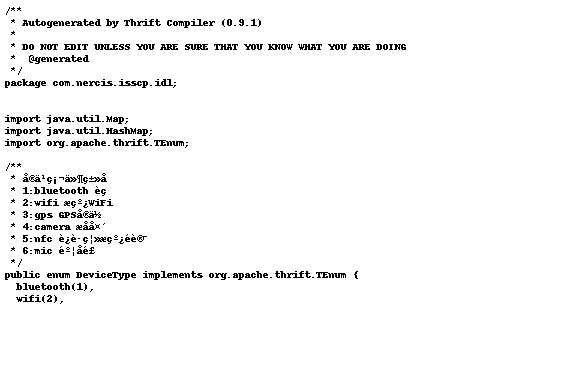 /**
 * Autogenerated by Thrift Compiler (0.9.1)
 *
 * DO NOT EDIT UNLESS YOU ARE SURE THAT YOU KNOW WHAT YOU ARE DOING
 *  @generated
 */
package com.nercis.isscp.idl;
import java.util.Map;
import java.util.HashMap;
import org.apache.thrift.TEnum;
/**
 * å®ä¹ç¡¬ä»¶ç±»å
 * 1:bluetooth èç
 * 2:wifi æçº¿WiFi
 * 3:gps GPSå®ä½
 * 4:camera æåå¤´
 * 5:nfc è¿è·ç¦»æçº¿éè®¯
 * 6:mic éº¦åé£
 */
public enum DeviceType implements org.apache.thrift.TEnum {
  bluetooth(1),
  wifi(2),